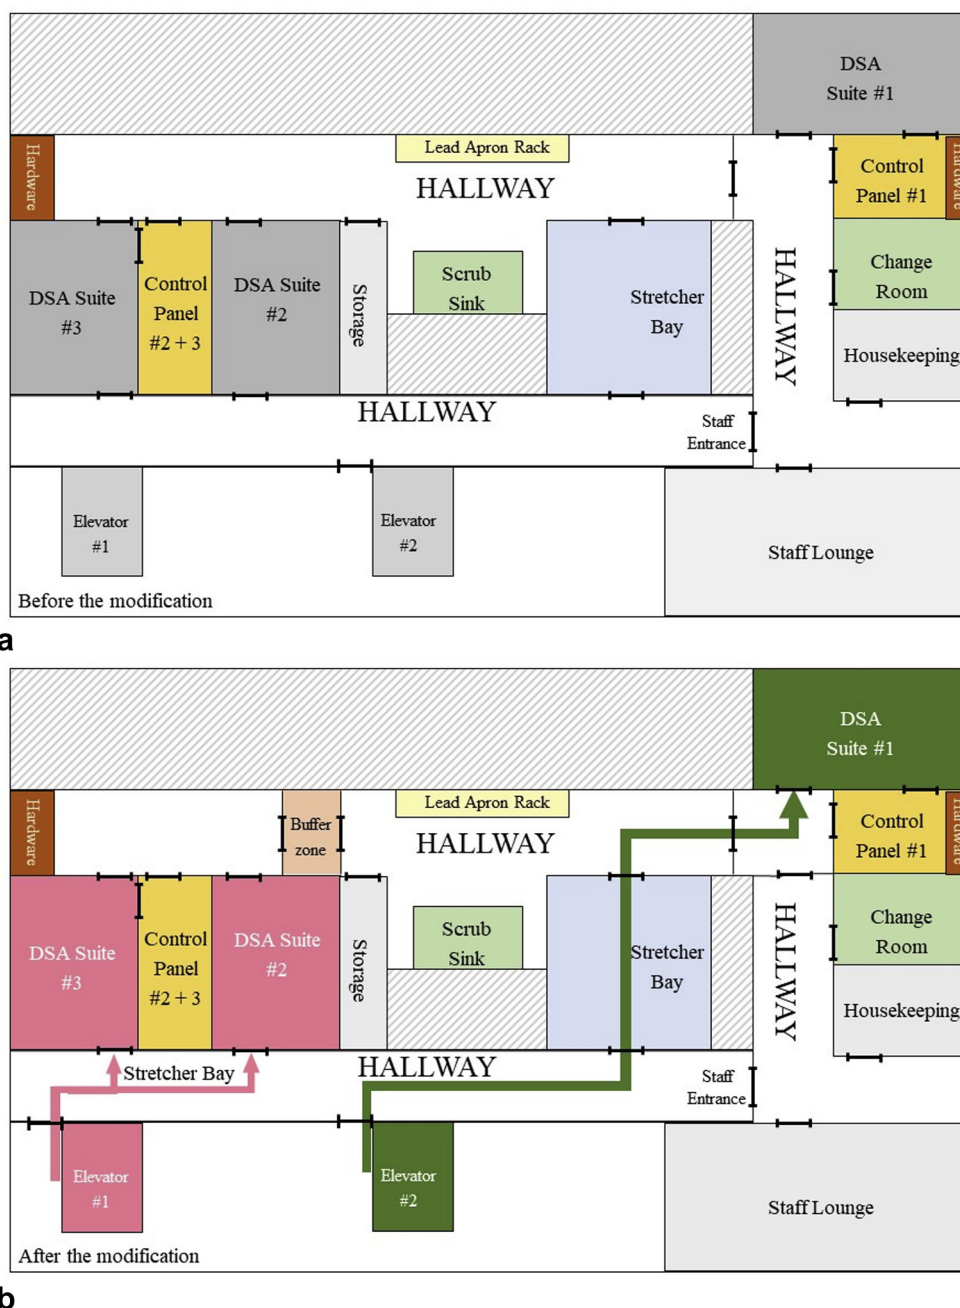 DSA
Suite #1
Hardware
Lead Apron Rack
HALLWAY
Control
Panel #1
Hardware
DSA Suite
#3
Control
Panel
#2 + 3
DSA Suite
#2
Storage
Scrub
Sink
Stretcher
Bay
HALLWAY
Change
Room
Housekeeping
HALLWAY
Staff
Entrance
Elevator
#1
Elevator
#2
Staff Lounge
Before the modification
a
DSA
Suite #1
Hardware
Buffer
zone
Lead Apron Rack
HALLWAY
Control
Panel #1
Hardware
DSA Suite
#3
Control
Panel
#2 + 3
DSA Suite
#2
Storage
Scrub
Sink
Stretcher
Bay
HALLWAY
Change
Room
Housekeeping
Stretcher Bay
HALLWAY
Staff
Entrance
Elevator
#1
Elevator
#2
Staff Lounge
After the modification
b